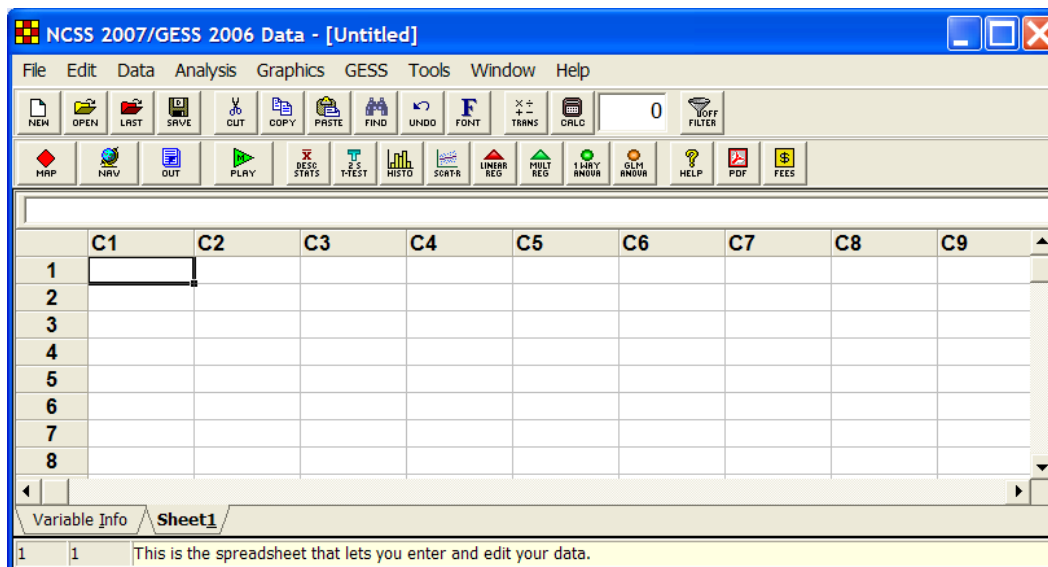 NCSS 2007/GESS 2006 Data - [Untitled]
File Edit Data Analysis Graphics GESS Tools Window Help
NEW OPEN LAST SAVE CUT COPY PASTE FIND UNDO FONT TRANS CALC 0 OFF FILTER
MAP NAV OUT PLAY DESC STATS 2 S T-TEST HISTO SCAT-R LINEAR REG MULT REG 1 WAY ANOVA GLM ANOVA HELP PDF FEES
C1 C2 C3 C4 C5 C6 C7 C8 C9
1
2
3
4
5
6
7
8
Variable Info Sheet1
1 1 This is the spreadsheet that lets you enter and edit your data.